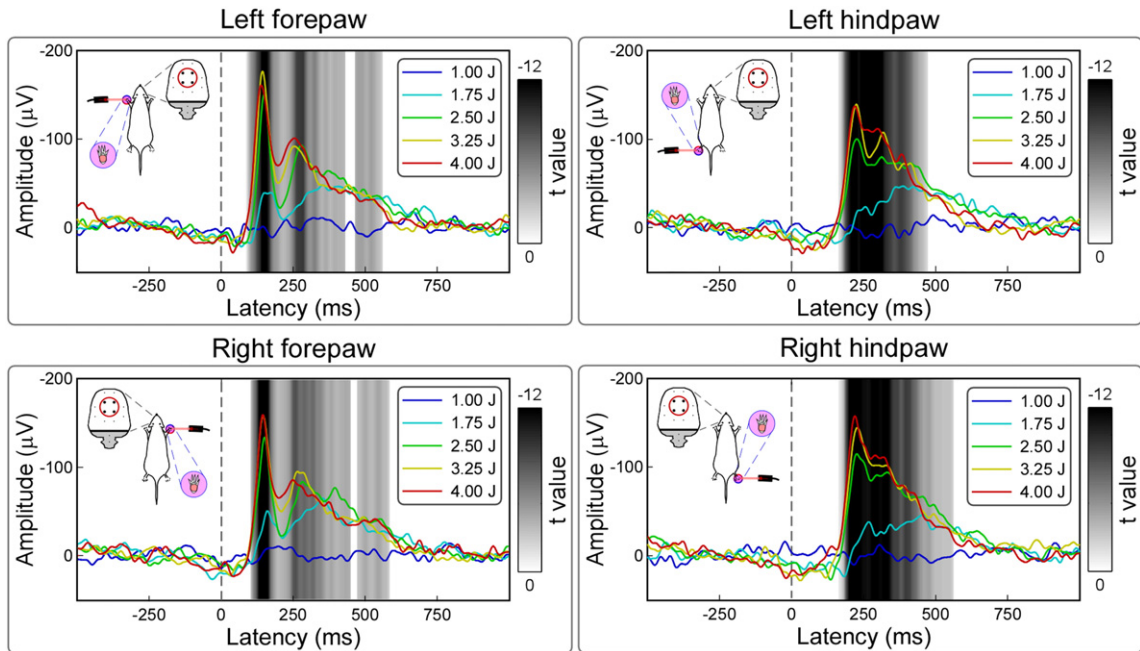 Left forepaw
-200
-100
0
Amplitude (µV)
1.00 J
1.75 J
2.50 J
3.25 J
4.00 J
-12
0
t value
-250
0
250
500
750
Latency (ms)
Left hindpaw
-200
-100
0
Amplitude (µV)
1.00 J
1.75 J
2.50 J
3.25 J
4.00 J
-12
0
t value
-250
0
250
500
750
Latency (ms)
Right forepaw
-200
-100
0
Amplitude (µV)
1.00 J
1.75 J
2.50 J
3.25 J
4.00 J
-12
0
t value
-250
0
250
500
750
Latency (ms)
Right hindpaw
-200
-100
0
Amplitude (µV)
1.00 J
1.75 J
2.50 J
3.25 J
4.00 J
-12
0
t value
-250
0
250
500
750
Latency (ms)